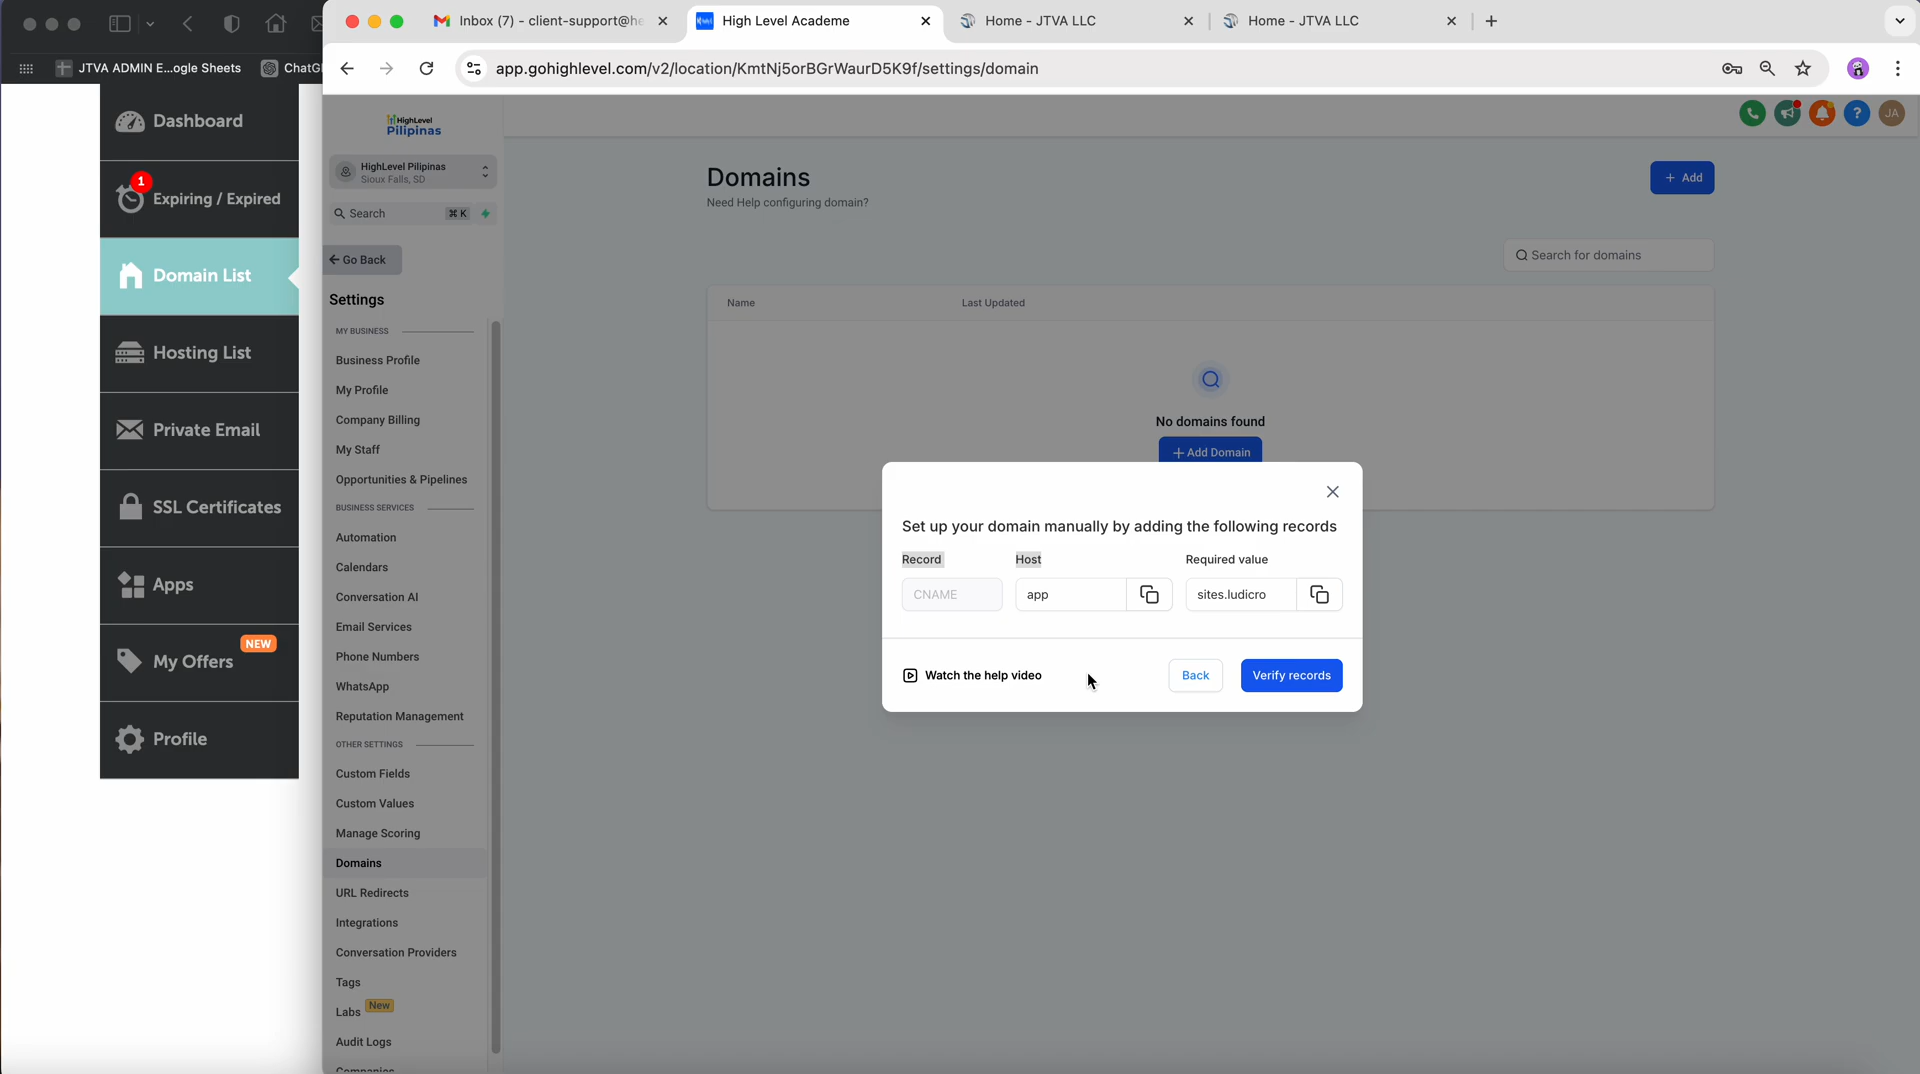 Inbox (7) - client-support@he
High Level Academe
Home - JTVA LLC
Home - JTVA LLC
JTVA ADMIN E...ogle Sheets
ChatG
app.gohighlevel.com/v2/location/KmtNj5orBGrWaurD5K9f/settings/domain
Dashboard
1
Expiring / Expired
Domain List
Hosting List
Private Email
SSL Certificates
Apps
NEW
My Offers
Profile
HighLevel
Pilipinas
HighLevel Pilipinas
Sioux Falls, SD
Search
⌘ K
Go Back
Settings
MY BUSINESS
Business Profile
My Profile
Company Billing
My Staff
Opportunities & Pipelines
BUSINESS SERVICES
Automation
Calendars
Conversation AI
Email Services
Phone Numbers
WhatsApp
Reputation Management
OTHER SETTINGS
Custom Fields
Custom Values
Manage Scoring
Domains
URL Redirects
Integrations
Conversation Providers
Tags
Labs New
Audit Logs
Companies
JA
Domains
Need Help configuring domain?
+ Add
Search for domains
Name Last Updated
No domains found
+ Add Domain
Set up your domain manually by adding the following records
Record Host Required value
CNAME app sites.ludicro
Watch the help video
Back
Verify records